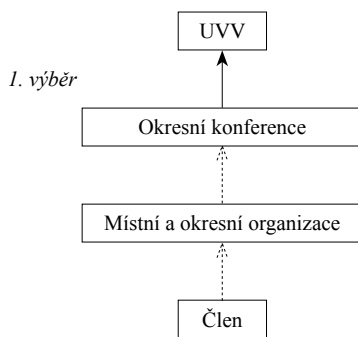 UVV
1. výběr
Okresní konference
Místní a okresní organizace
Člen